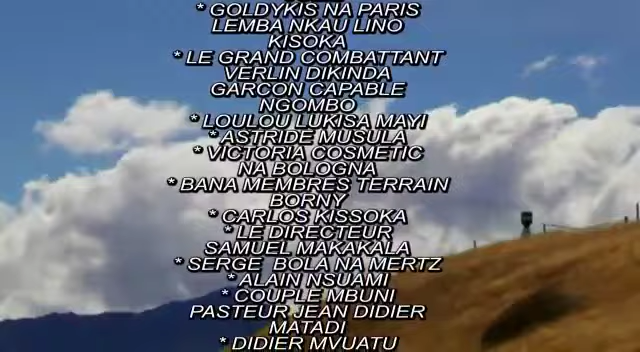 * GOLDYKIS NA PARIS
LEMBA NKAU LINO
KISOKA
* LE GRAND COMBATTANT
VERLIN DIKINDA
GARCON CAPABLE
NGOMBO
* LOULOU LUKISA MAYI
* ASTRIDE MUSULA
* VICTORIA COSMETIC
NA BOLOGNA
* BANA MEMBRES TERRAIN
BORNY
* CARLOS KISSOKA
* LE DIRECTEUR
SAMUEL MAKAKALA
* SERGE BOLA NA MERTZ
* ALAIN NSUAMI
* COUPLE MBUNI
PASTEUR JEAN DIDIER
MATADI
* DIDIER MVUATU